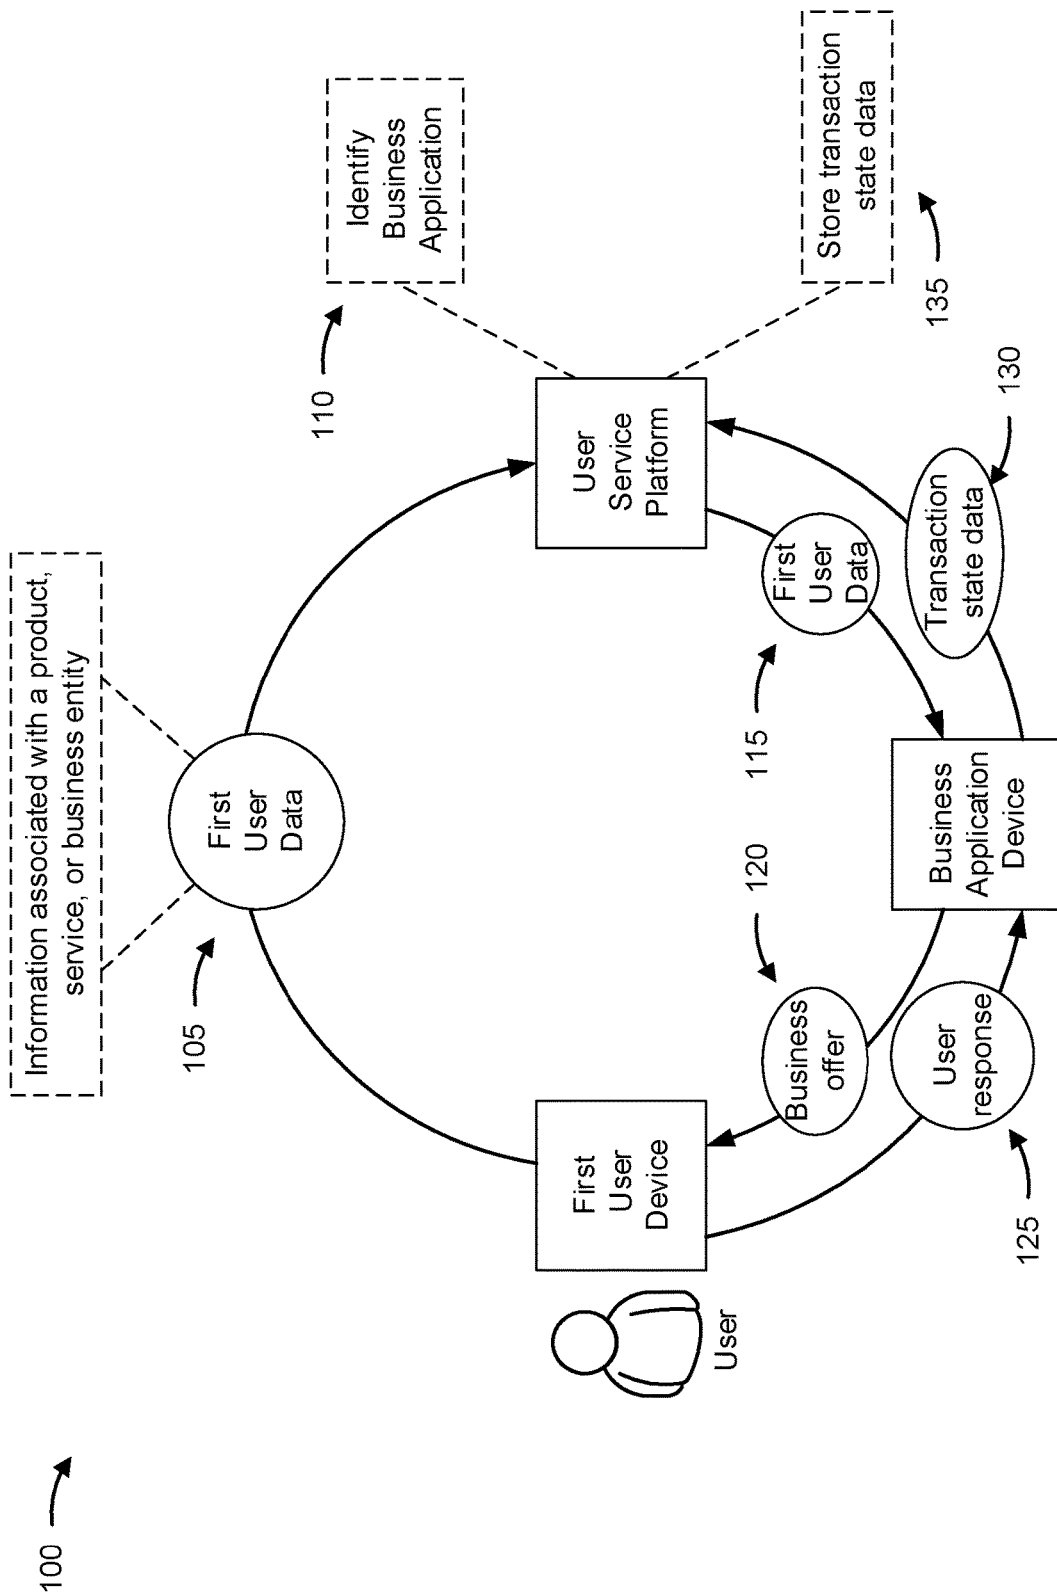 100
Information associated with a product,
service, or business entity
105
First
User
Data
110
Identify
Business
Application
User
First
User
Device
User
Service
Platform
120
115
Business
offer
First
User
Data
135
Store transaction
state data
125
User
response
Business
Application
Device
Transaction
state data
130